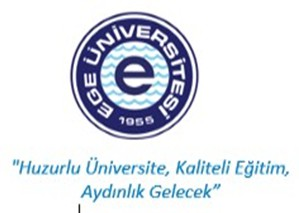 EGE ÜNİVERSİTESİ
e
1955
"Huzurlu Üniversite, Kaliteli Eğitim,
Aydınlık Gelecek”